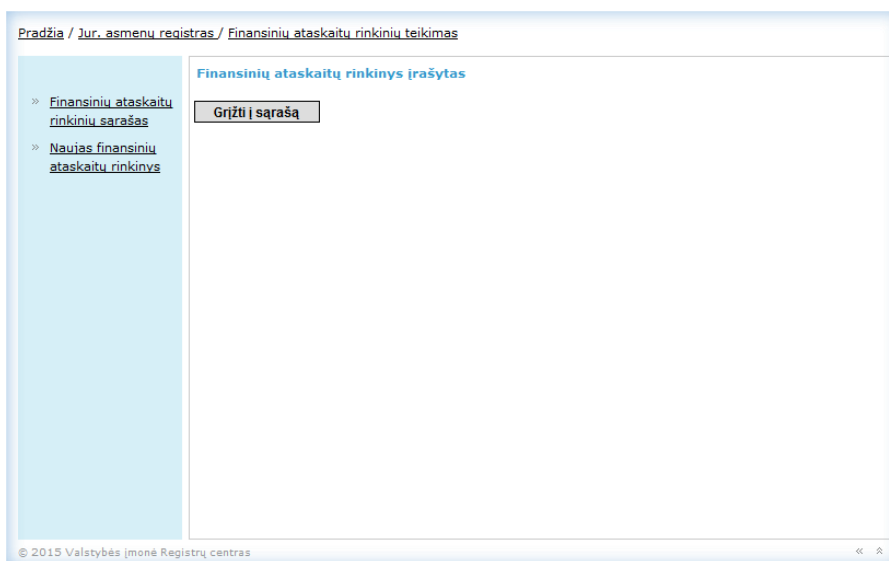 Pradžia / Jur. asmenų registras / Finansinių ataskaitų rinkinių teikimas
» Finansinių ataskaitų
rinkinių sąrašas
» Naujas finansinių
ataskaitų rinkinys
Finansinių ataskaitų rinkinys įrašytas
Grįžti į sąrašą
© 2015 Valstybės įmonė Registrų centras